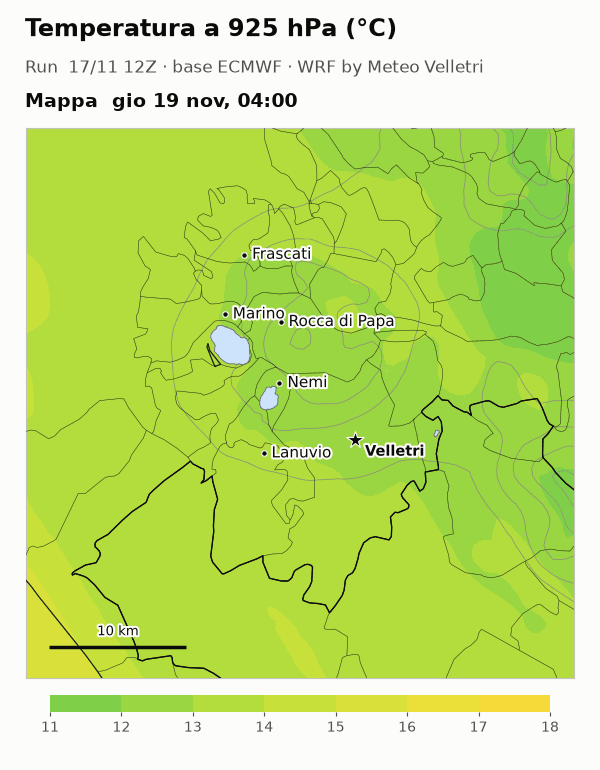 Temperatura a 925 hPa (°C)
Run  17/11 12Z · base ECMWF · WRF by Meteo Velletri
Mappa  gio 19 nov, 04:00
Frascati
Marino
Rocca di Papa
Nemi
Velletri
Lanuvio
10 km
11 12 13 14 15 16 17 18